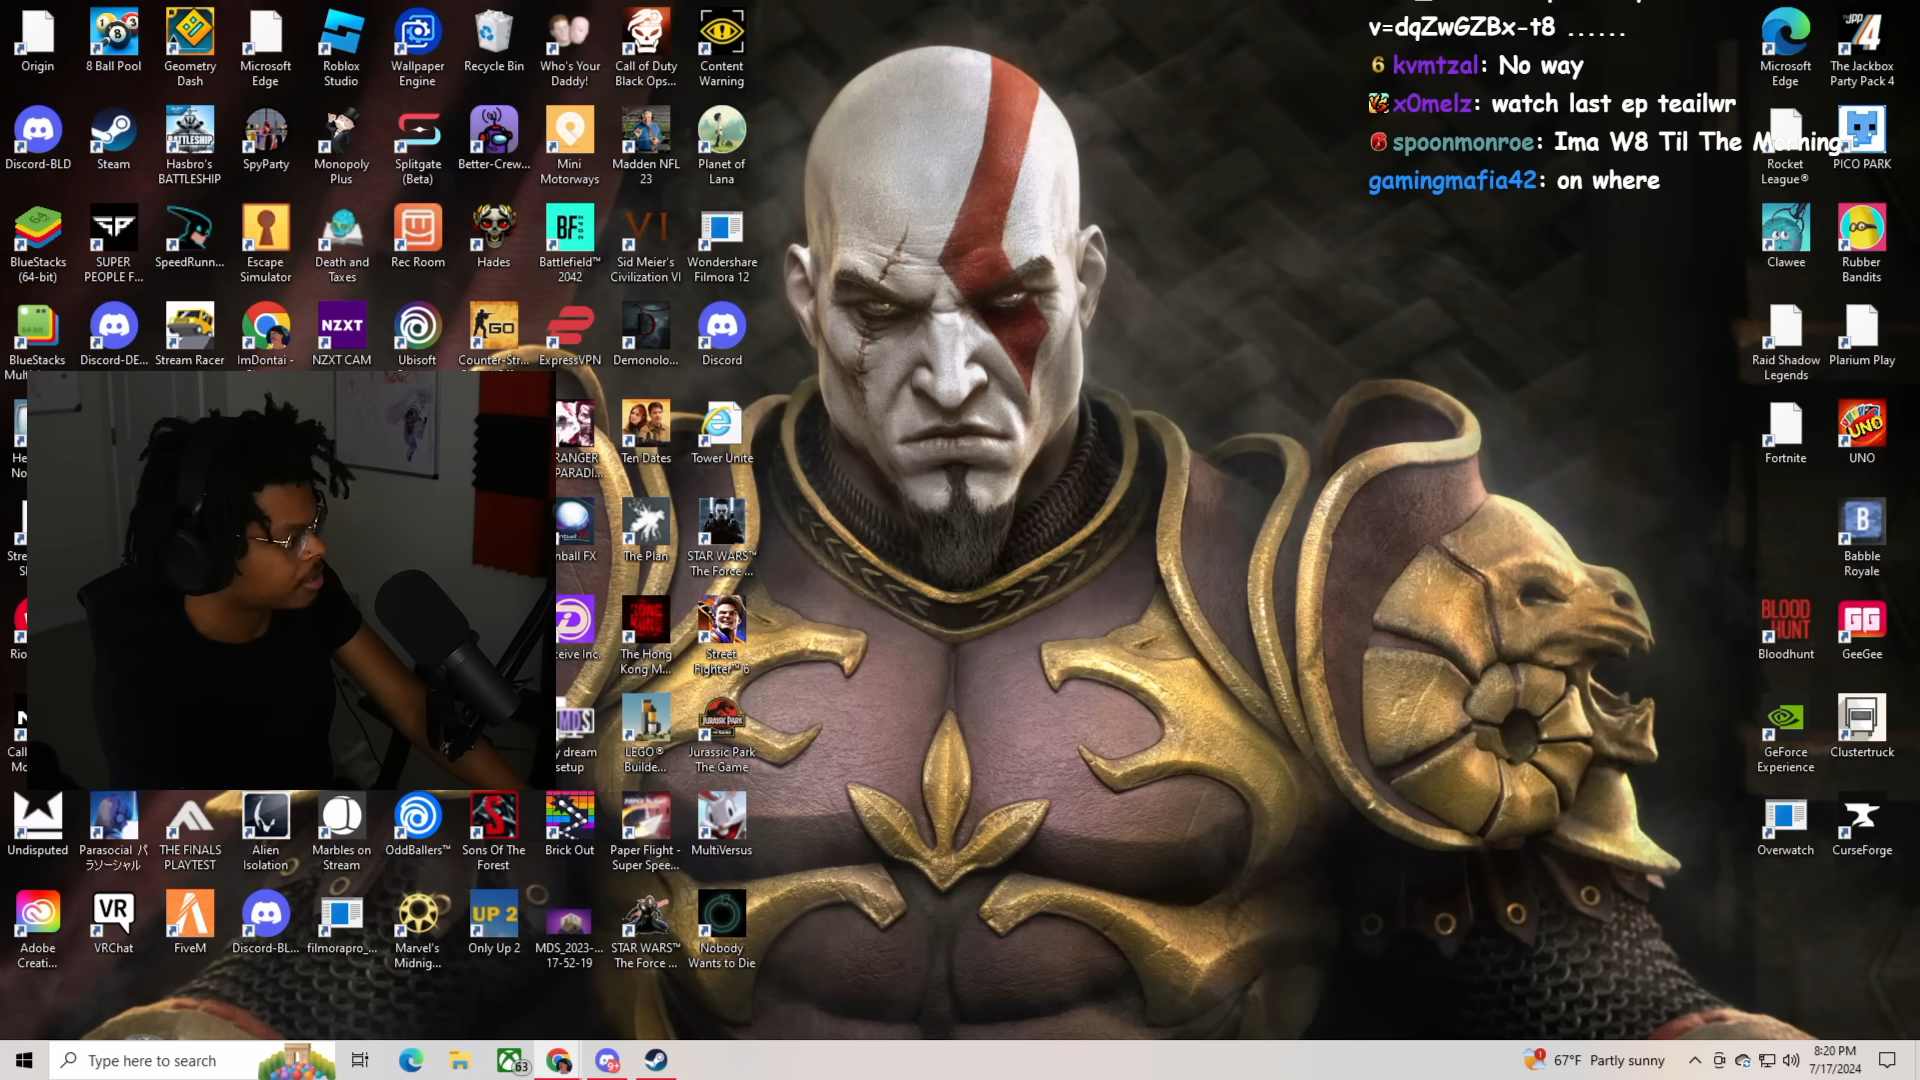 v=dqZwGZBx-t8 ......
kvmtzal: No way
x0melz: watch last ep teailwr
spoonmonroe: Ima W8 Til The Morning
gamingmafia42: on where
Origin
8 Ball Pool
Geometry
Dash
Microsoft
Edge
Roblox
Studio
Wallpaper
Engine
Recycle Bin
Who's Your
Daddy!
Call of Duty
Black Ops...
Content
Warning
Microsoft
Edge
The Jackbox
Party Pack 4
Discord-BLD
Steam
Hasbro's
BATTLESHIP
SpyParty
Monopoly
Plus
Splitgate
(Beta)
Better-Crew...
Mini
Motorways
Madden NFL
23
Planet of
Lana
Rocket
League®
PICO PARK
BlueStacks
(64-bit)
SUPER
PEOPLE F...
SpeedRunn...
Escape
Simulator
Death and
Taxes
Rec Room
Hades
Battlefield™
2042
Sid Meier's
Civilization VI
Wondershare
Filmora 12
Clawee
Rubber
Bandits
BlueStacks
Discord-DE...
Stream Racer
ImDontai -
NZXT CAM
Ubisoft
Counter-Str...
ExpressVPN
Demonolo...
Discord
Raid Shadow
Legends
Plarium Play
Ten Dates
Tower Unite
Fortnite
UNO
The Plan
STAR WARS™
The Force ...
Babble
Royale
The Hong
Kong M...
Street
Fighter™ 6
Bloodhunt
GeeGee
dream
setup
LEGO®
Builde...
Jurassic Park
The Game
GeForce
Experience
Clustertruck
Undisputed
Parasocial パ
ラソーシャル
THE FINALS
PLAYTEST
Alien
Isolation
Marbles on
Stream
OddBallers™
Sons Of The
Forest
Brick Out
Paper Flight -
Super Spee...
MultiVersus
Overwatch
CurseForge
Adobe
Creati...
VRChat
FiveM
Discord-BL...
filmorapro_...
Marvel's
Midnig...
Only Up 2
MDS_2023-...
17-52-19
STAR WARS™
The Force ...
Nobody
Wants to Die
Type here to search
63
9+
67°F Partly sunny
8:20 PM
7/17/2024